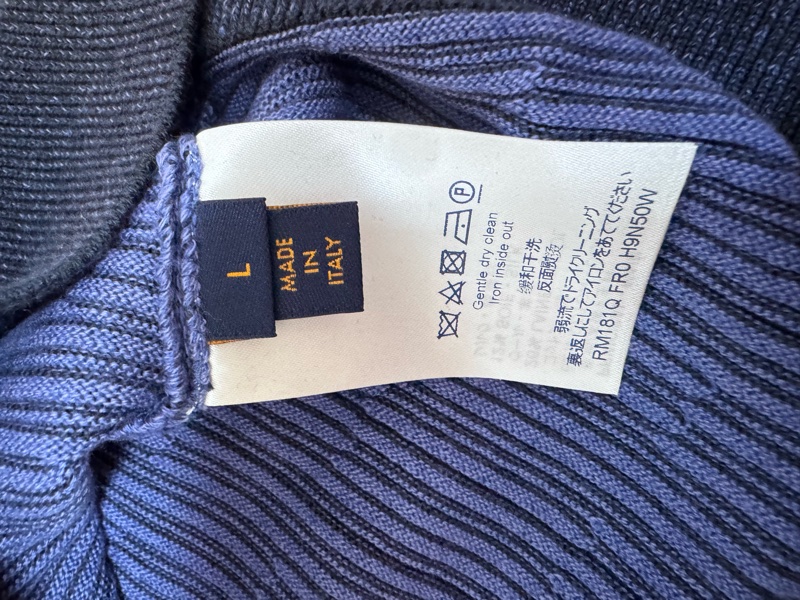 L
MADE
IN
ITALY
P
Gentle dry clean
Iron inside out
缓和干洗
反面熨烫
弱流でドライクリーニング
裏返しにしてアイロンをあててください
RM181Q FR0 H9N50W